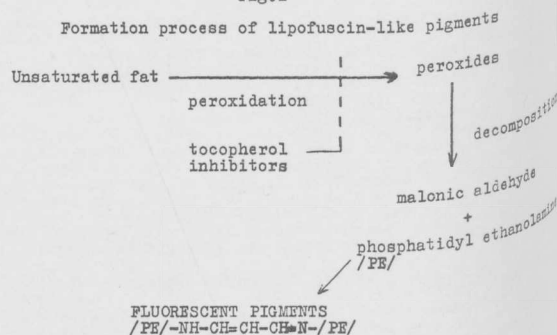 Formation process of lipofuscin-like pigments
Unsaturated fat
peroxides
peroxidation
tocopherol
inhibitors
decomposition
malonic aldehyde
+
phosphatidyl ethanolamine
/PE/
FLUORESCENT PIGMENTS
/PE/-NH-CH=CH-CH=N-/PE/